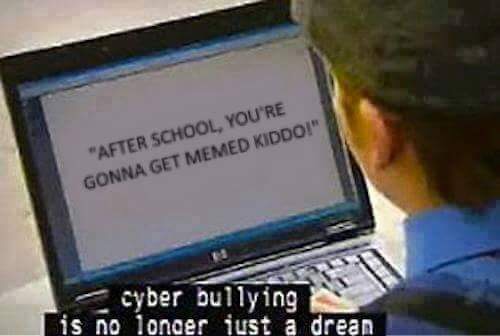 "AFTER SCHOOL, YOU'RE
GONNA GET MEMED KIDDO!"
hp
cyber bullying
is no longer just a dream